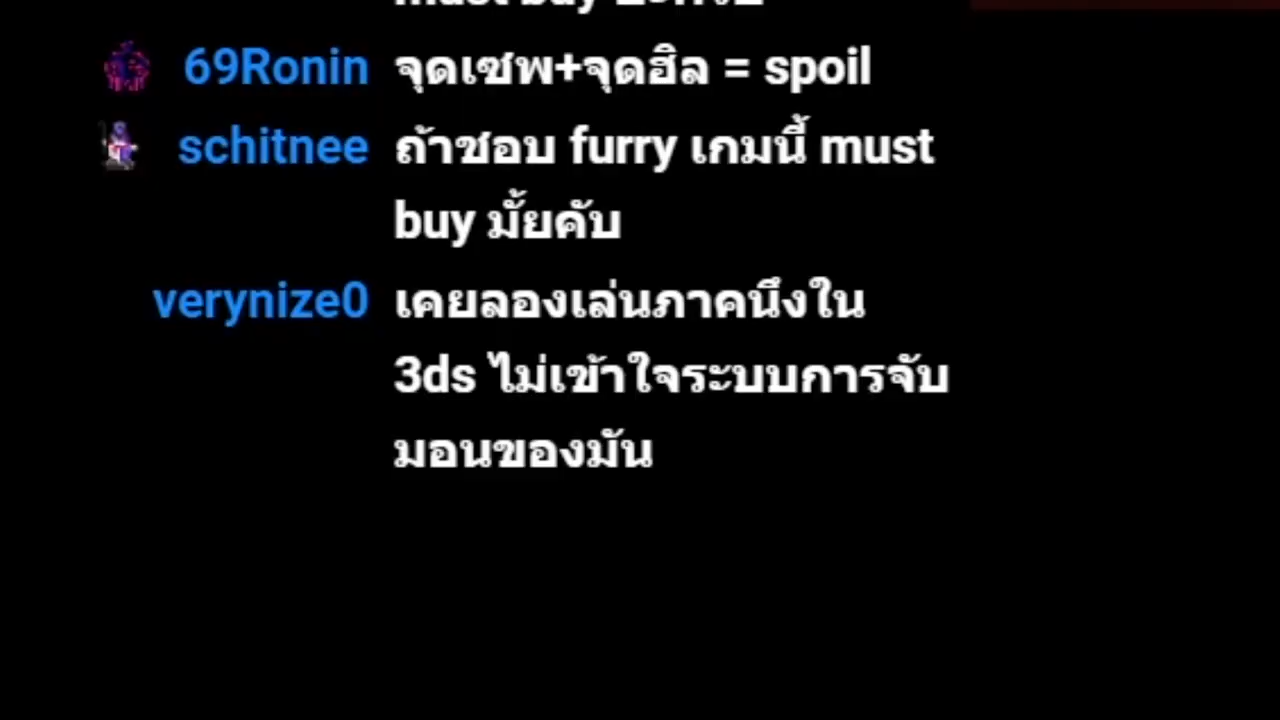 must buy
69Ronin จุดเซพ+จุดฮิล = spoil
schitnee ถ้าชอบ furry เกมนี้ must
buy มั้ยคับ
verynize0 เคยลองเล่นภาคนึงใน
3ds ไม่เข้าใจระบบการจับ
มอนของมัน